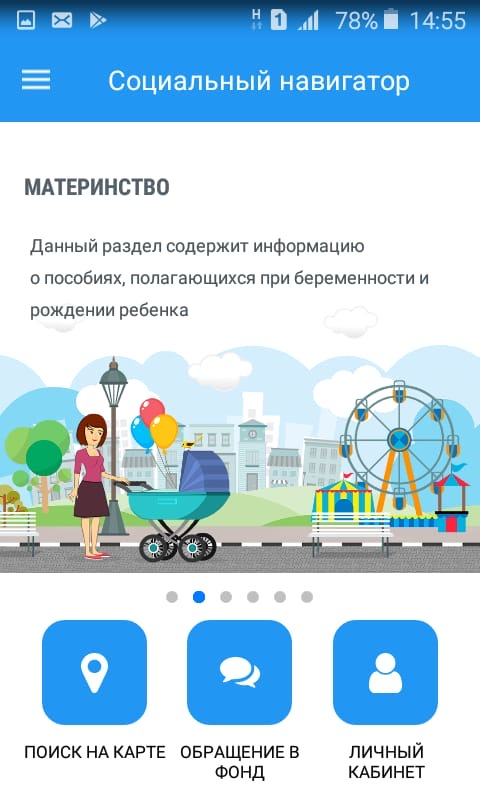 H 1 78% 14:55
Социальный навигатор
МАТЕРИНСТВО
Данный раздел содержит информацию
о пособиях, полагающихся при беременности и
рождении ребенка
ПОИСК НА КАРТЕ
ОБРАЩЕНИЕ В
ФОНД
ЛИЧНЫЙ
КАБИНЕТ